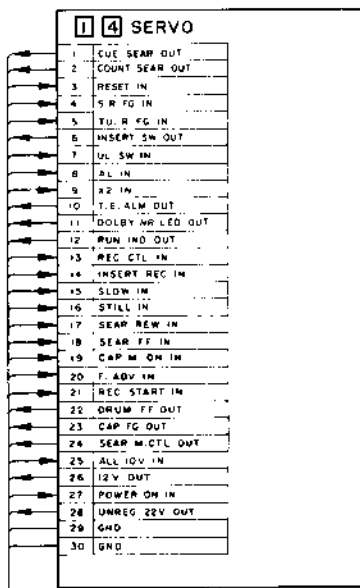 1 4 SERVO
1 CUE SEAR OUT
2 COUNT SEAR OUT
3 RESET IN
4 S R FG IN
5 TU. R FG IN
6 INSERT SW OUT
7 UL SW IN
8 AL IN
9 x2 IN
10 T.E. ALM OUT
11 DOLBY NR LED OUT
12 RUN IND OUT
13 REC CTL IN
14 INSERT REC IN
15 SLOW IN
16 STILL IN
17 SEAR REW IN
18 SEAR FF IN
19 CAP M. ON IN
20 F. ADV IN
21 REC START IN
22 DRUM FF OUT
23 CAP FG OUT
24 SEAR M.CTL OUT
25 ALL 10V IN
26 12V OUT
27 POWER ON IN
28 UNREG 22V OUT
29 GND
30 GND